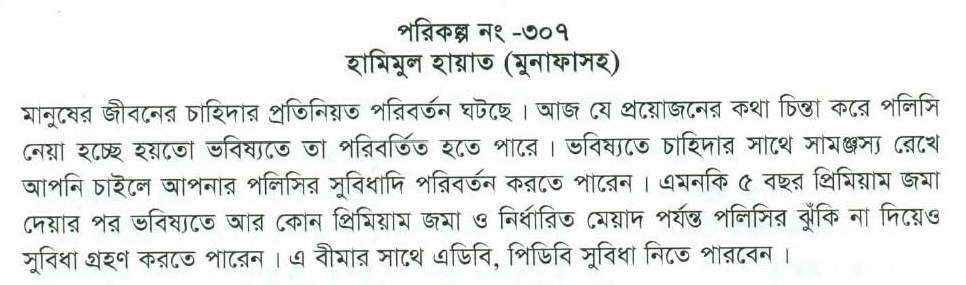 পরিকল্প নং -৩০৭
হামিমুল হায়াত (মুনাফাসহ)
মানুষের জীবনের চাহিদার প্রতিনিয়ত পরিবর্তন ঘটছে । আজ যে প্রয়োজনের কথা চিন্তা করে পলিসি
নেয়া হচ্ছে হয়তো ভবিষ্যতে তা পরিবর্তিত হতে পারে । ভবিষ্যতে চাহিদার সাথে সামঞ্জস্য রেখে
আপনি চাইলে আপনার পলিসির সুবিধাদি পরিবর্তন করতে পারেন । এমনকি ৫ বছর প্রিমিয়াম জমা
দেয়ার পর ভবিষ্যতে আর কোন প্রিমিয়াম জমা ও নির্ধারিত মেয়াদ পর্যন্ত পলিসির ঝুঁকি না দিয়েও
সুবিধা গ্রহণ করতে পারেন । এ বীমার সাথে এডিবি, পিডিবি সুবিধা নিতে পারবেন ।